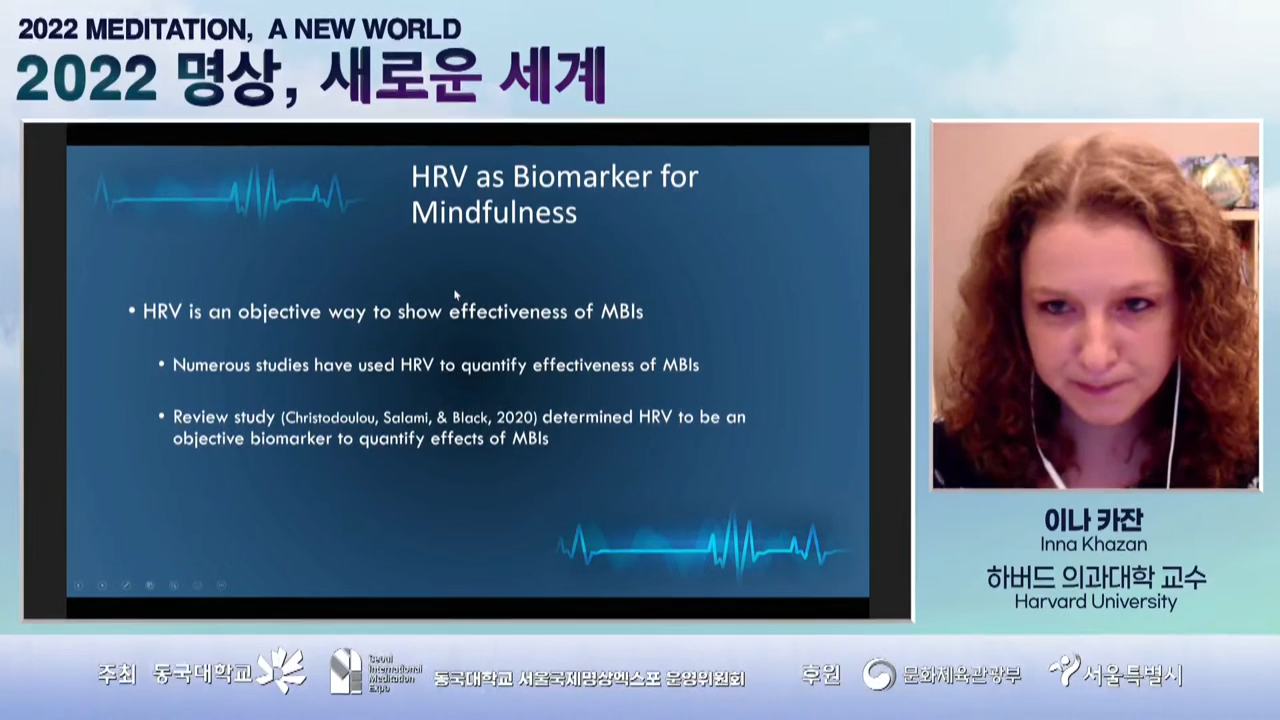 2022 MEDITATION, A NEW WORLD
2022 명상, 새로운 세계
HRV as Biomarker for
Mindfulness
• HRV is an objective way to show effectiveness of MBIs
• Numerous studies have used HRV to quantify effectiveness of MBIs
• Review study (Christodoulou, Salami, & Black, 2020) determined HRV to be an
objective biomarker to quantify effects of MBIs
이나 카잔
Inna Khazan
하버드 의과대학 교수
Harvard University
주최 동국대학교
Seoul
International
Meditation
Expo
동국대학교 서울국제명상엑스포 운영위원회
후원 문화체육관광부 서울특별시